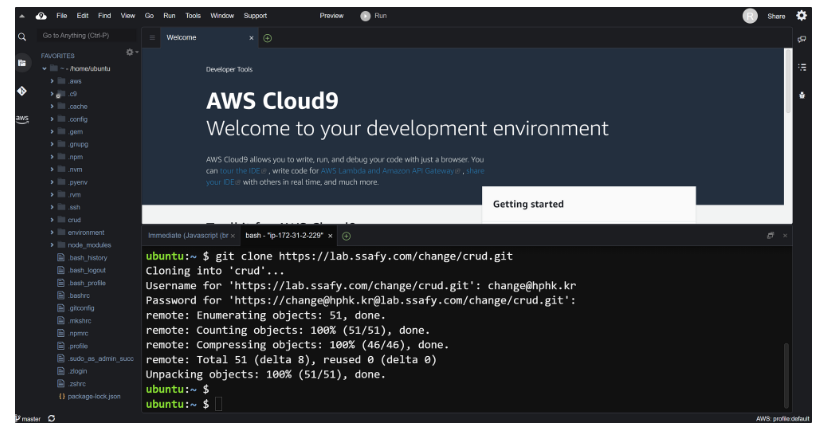 File Edit Find View Go Run Tools Window Support Preview Run Share
Go to Anything (Ctrl-P)
FAVORITES
~ - /home/ubuntu
.aws
.c9
.cache
.config
.gem
.gnupg
.npm
.nvm
.pyenv
.rvm
.ssh
crud
environment
node_modules
.bash_history
.bash_logout
.bash_profile
.bashrc
.gitconfig
.mkshrc
.npmrc
.profile
.sudo_as_admin_succ
.zlogin
.zshrc
package-lock.json
aws
Welcome
Developer Tools
AWS Cloud9
Welcome to your development environment
AWS Cloud9 allows you to write, run, and debug your code with just a browser. You
can tour the IDE, write code for AWS Lambda and Amazon API Gateway, share
your IDE with others in real time, and much more.
Getting started
Immediate (Javascript (br
bash - "ip-172-31-2-229"
ubuntu:~ $ git clone https://lab.ssafy.com/change/crud.git
Cloning into 'crud'...
Username for 'https://lab.ssafy.com/change/crud.git': change@hphk.kr
Password for 'https://change@hphk.kr@lab.ssafy.com/change/crud.git':
remote: Enumerating objects: 51, done.
remote: Counting objects: 100% (51/51), done.
remote: Compressing objects: 100% (46/46), done.
remote: Total 51 (delta 8), reused 0 (delta 0)
Unpacking objects: 100% (51/51), done.
ubuntu:~ $
ubuntu:~ $
master
AWS: profile:default